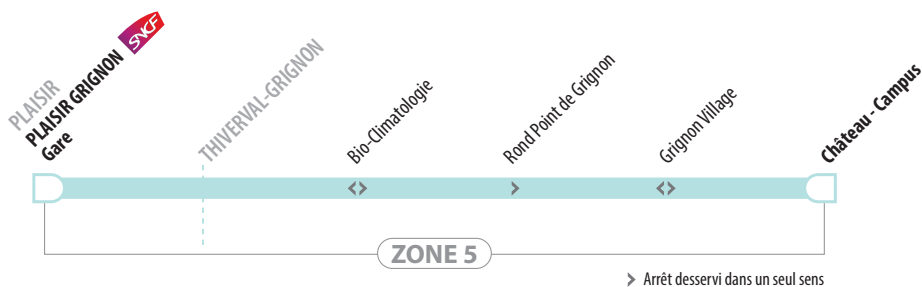 PLAISIR
PLAISIR GRIGNON SNCF
Gare
THIVERVAL-GRIGNON
Bio-Climatologie
Rond Point de Grignon
Grignon Village
Château - Campus
ZONE 5
> Arrêt desservi dans un seul sens